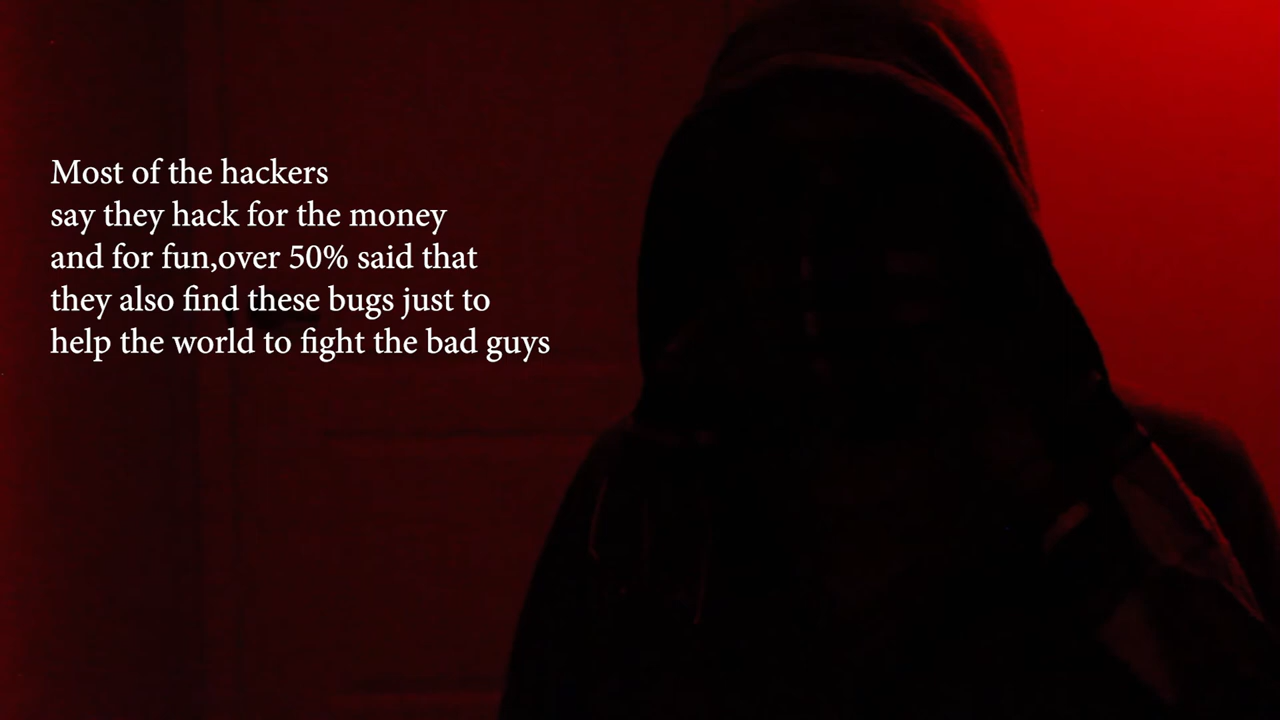 Most of the hackers
say they hack for the money
and for fun,over 50% said that
they also find these bugs just to
help the world to fight the bad guys